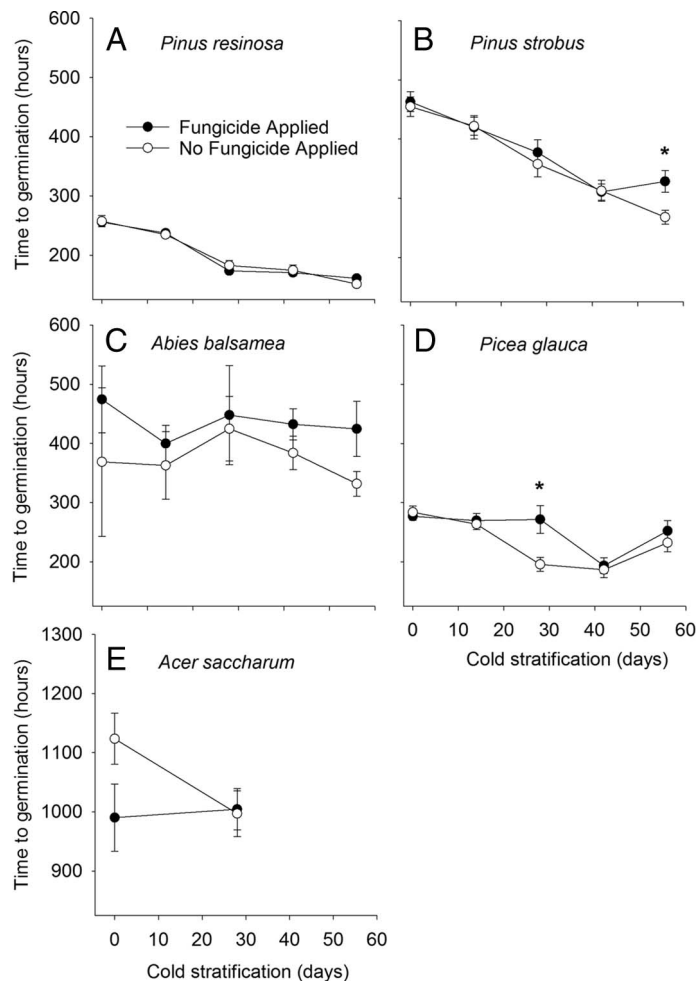 A Pinus resinosa
B Pinus strobus
Time to germination (hours)
600
500
400
300
200
Fungicide Applied
No Fungicide Applied
*
C Abies balsamea
D Picea glauca
Time to germination (hours)
600
500
400
300
200
*
0 10 20 30 40 50 60
Cold stratification (days)
E Acer saccharum
Time to germination (hours)
1300
1200
1100
1000
900
0 10 20 30 40 50 60
Cold stratification (days)